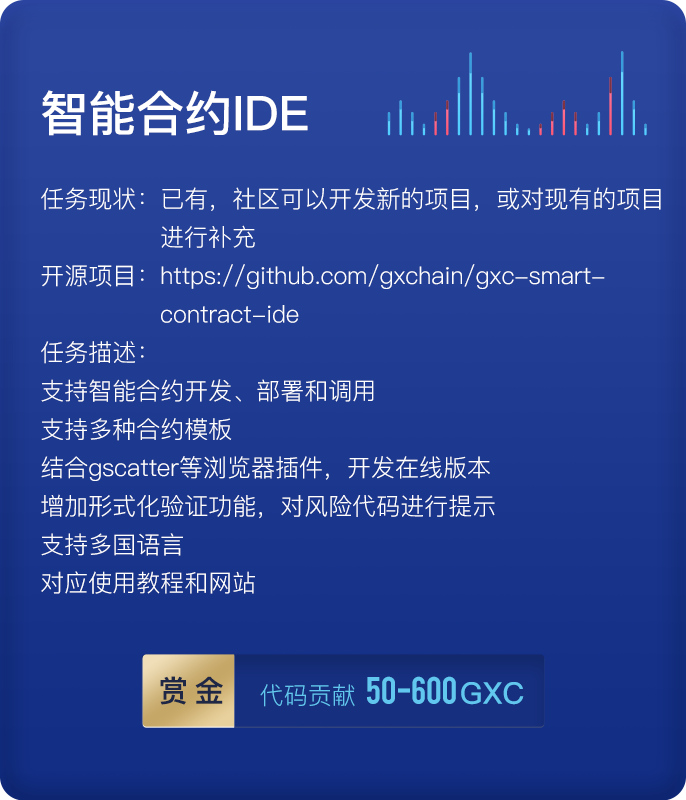 智能合约IDE
任务现状：已有，社区可以开发新的项目，或对现有的项目
进行补充
开源项目：https://github.com/gxchain/gxc-smart-
contract-ide
任务描述：
支持智能合约开发、部署和调用
支持多种合约模板
结合gscatter等浏览器插件，开发在线版本
增加形式化验证功能，对风险代码进行提示
支持多国语言
对应使用教程和网站
赏金 代码贡献 50-600GXC